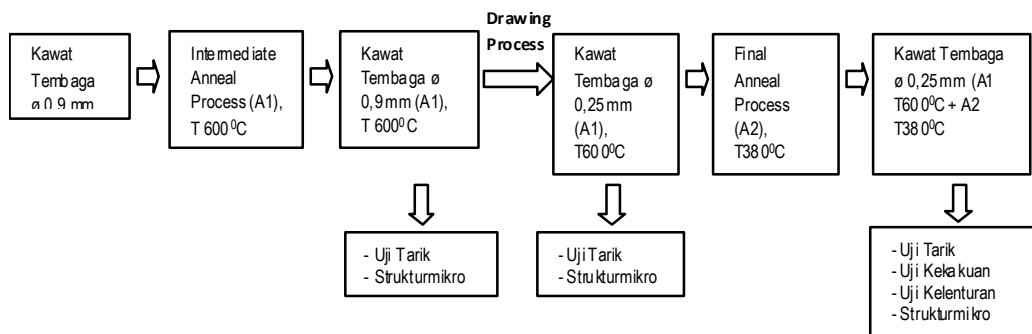 Drawing
Process
Kawat
Tembaga
ø 0,9 mm
Intermediate
Anneal
Process (A1),
T 600⁰C
Kawat
Tembaga ø
0,9 mm (A1),
T 600⁰C
Kawat
Tembaga ø
0,25 mm
(A1),
T600⁰C
Final
Anneal
Process
(A2),
T380⁰C
Kawat Tembaga
ø 0,25 mm (A1
T600⁰C + A2
T380⁰C
- Uji Tarik
- Strukturmikro
- Uji Tarik
- Strukturmikro
- Uji Tarik
- Uji Kekakuan
- Uji Kelenturan
- Strukturmikro